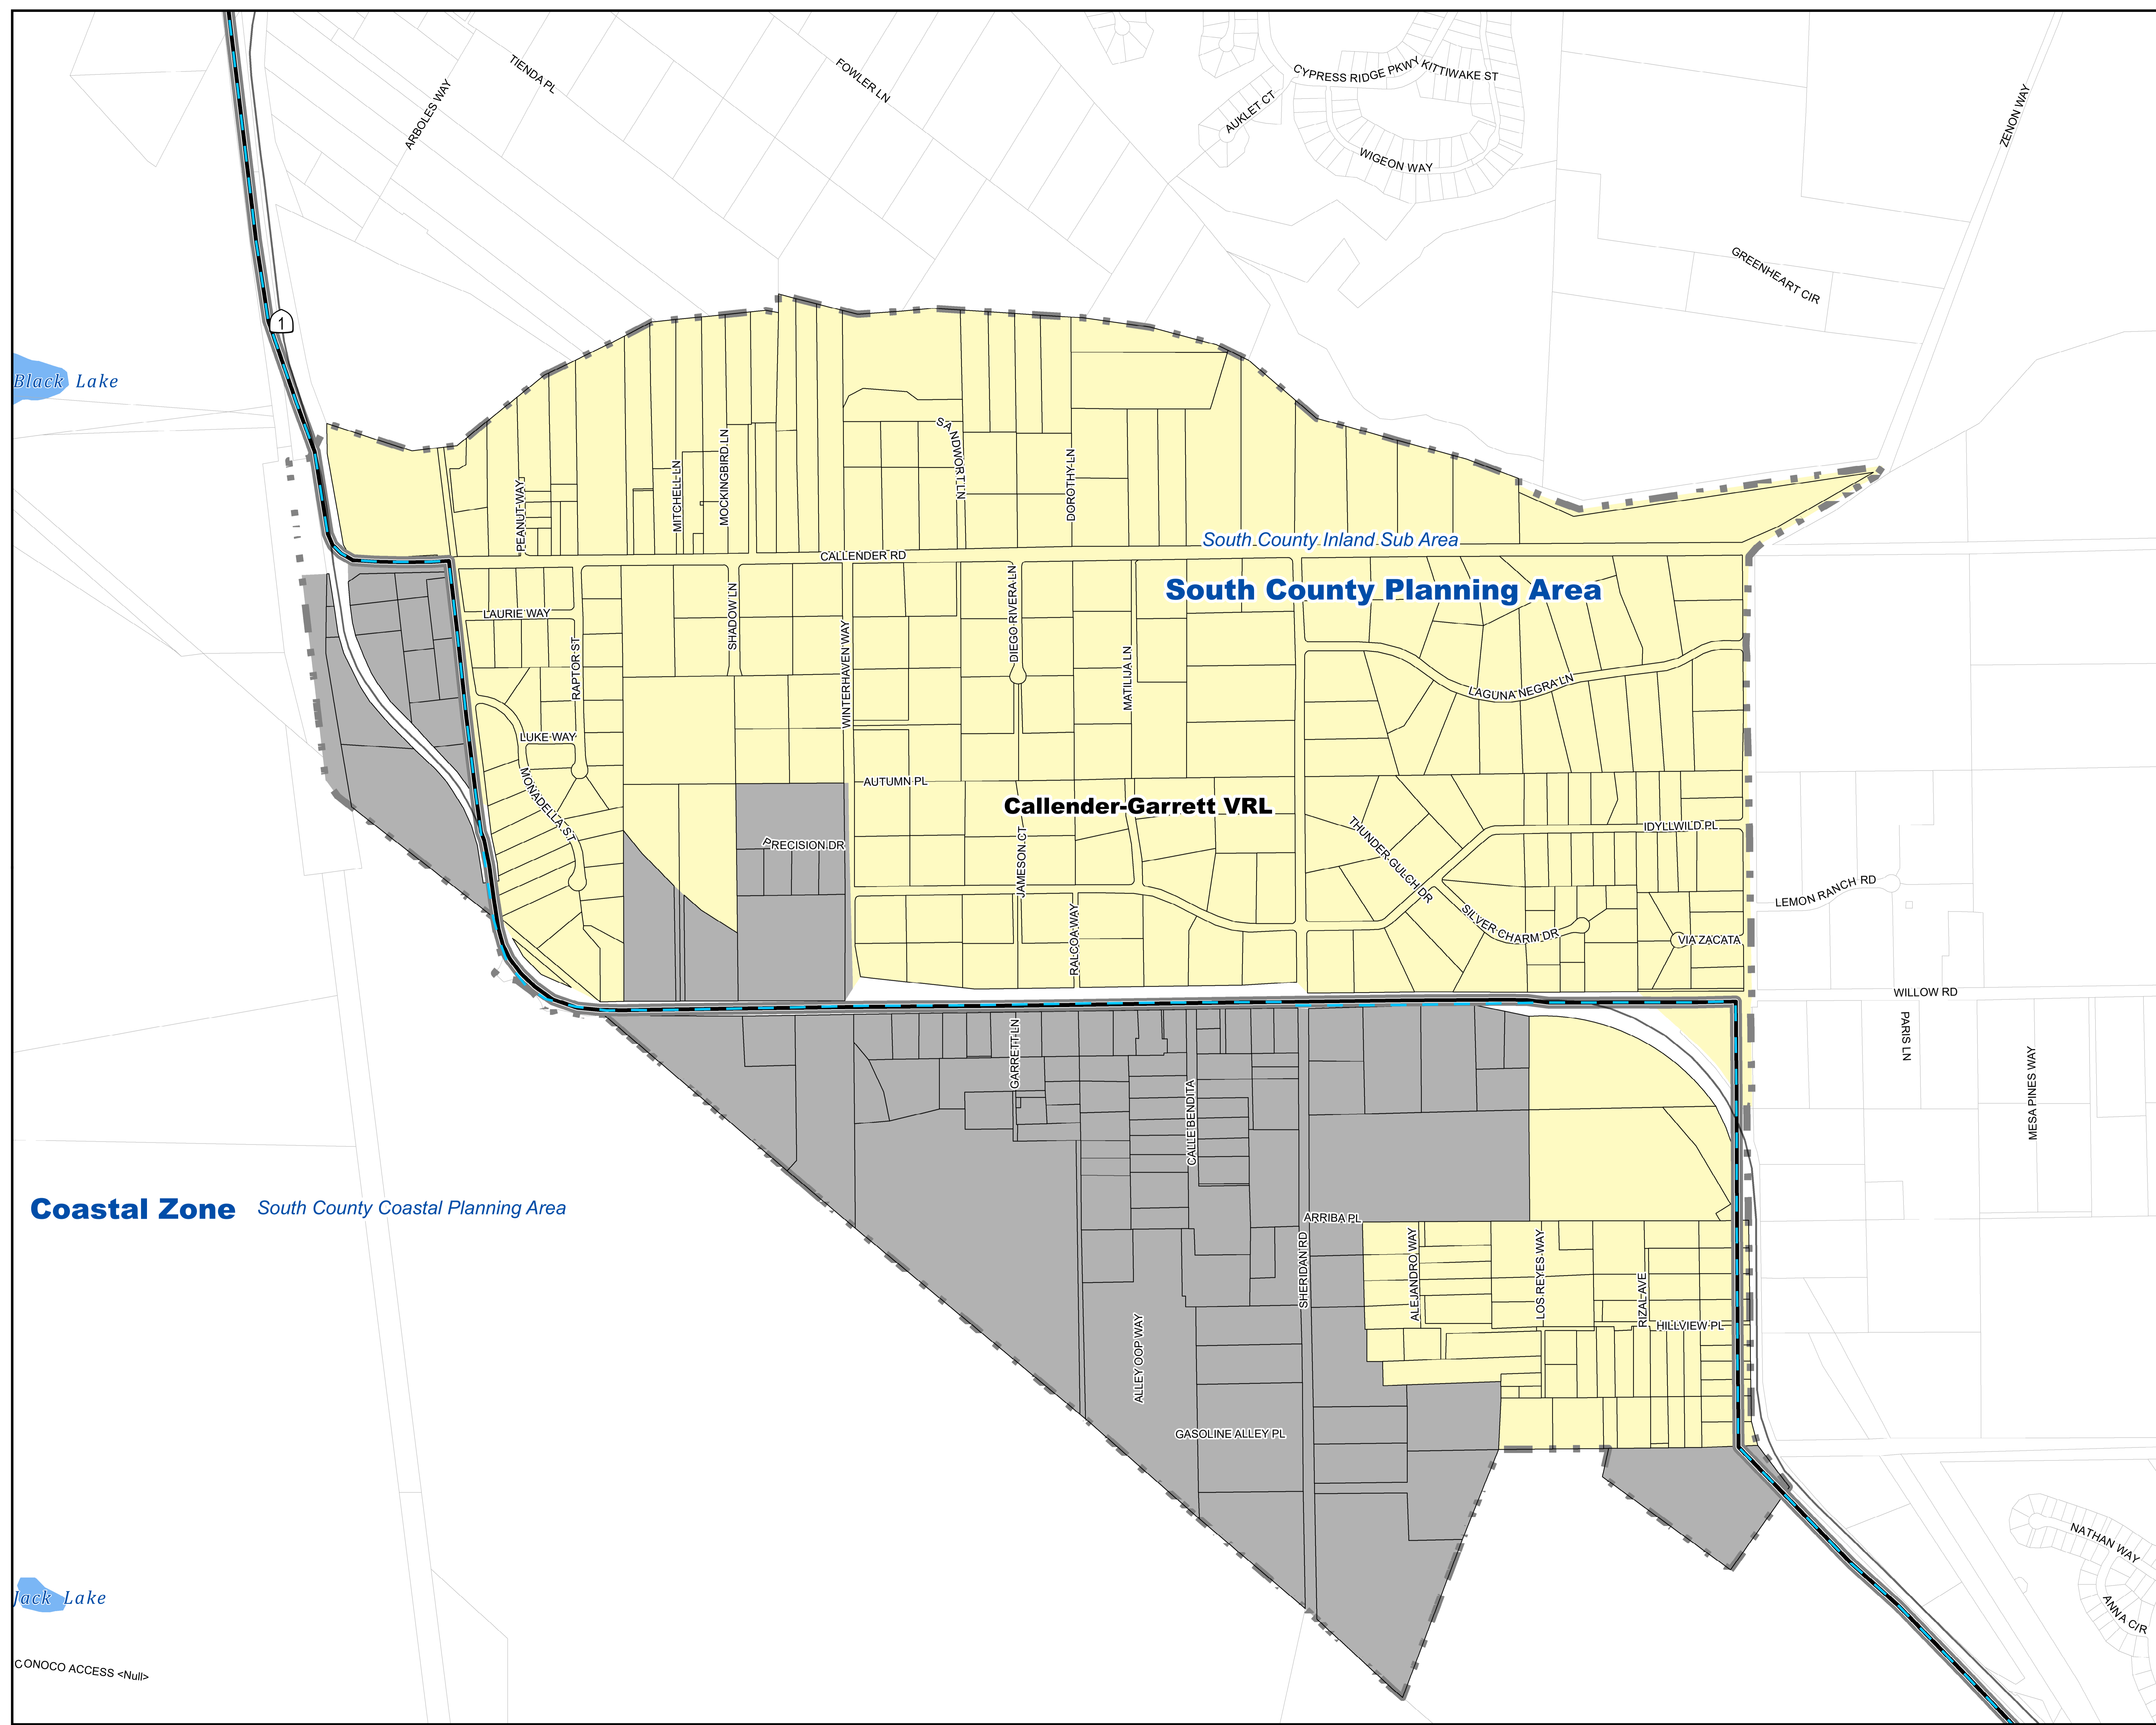 TIENDA PL
FOWLER LN
CYPRESS RIDGE PKWY
KITTIWAKE ST
ARBOLES WAY
AUKLET CT
ZENON WAY
WIGEON WAY
GREENHEART CIR
1
Black Lake
SANDWORT LN
MOCKINGBIRD LN
MITCHELL LN
PEANUT WAY
DOROTHY LN
South County Inland Sub Area
CALLENDER RD
South County Planning Area
LAURIE WAY
SHADOW LN
DIEGO RIVERA LN
RAPTOR ST
WINTERHAVEN WAY
MATILIJA LN
LAGUNA NEGRA LN
LUKE WAY
AUTUMN PL
MONADELLA ST
Callender-Garrett VRL
IDYLLWILD PL
PRECISION DR
THUNDER GULCH DR
JAMESON CT
LEMON RANCH RD
SILVER CHARM DR
RALCOA WAY
VIA ZACATA
WILLOW RD
PARIS LN
GARRETT LN
MESA PINES WAY
CALLE BENDITA
Coastal Zone
South County Coastal Planning Area
ARRIBA PL
SHERIDAN RD
ALEJANDRO WAY
LOS REYES WAY
RIZAL AVE
HILLVIEW PL
ALLEY OOP WAY
GASOLINE ALLEY PL
NATHAN WAY
Jack Lake
ANNA CIR
CONOCO ACCESS <Null>